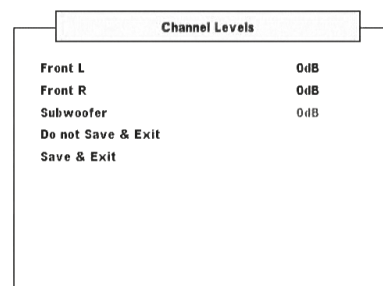 Channel Levels
Front L 0dB
Front R 0dB
Subwoofer 0dB
Do not Save & Exit
Save & Exit